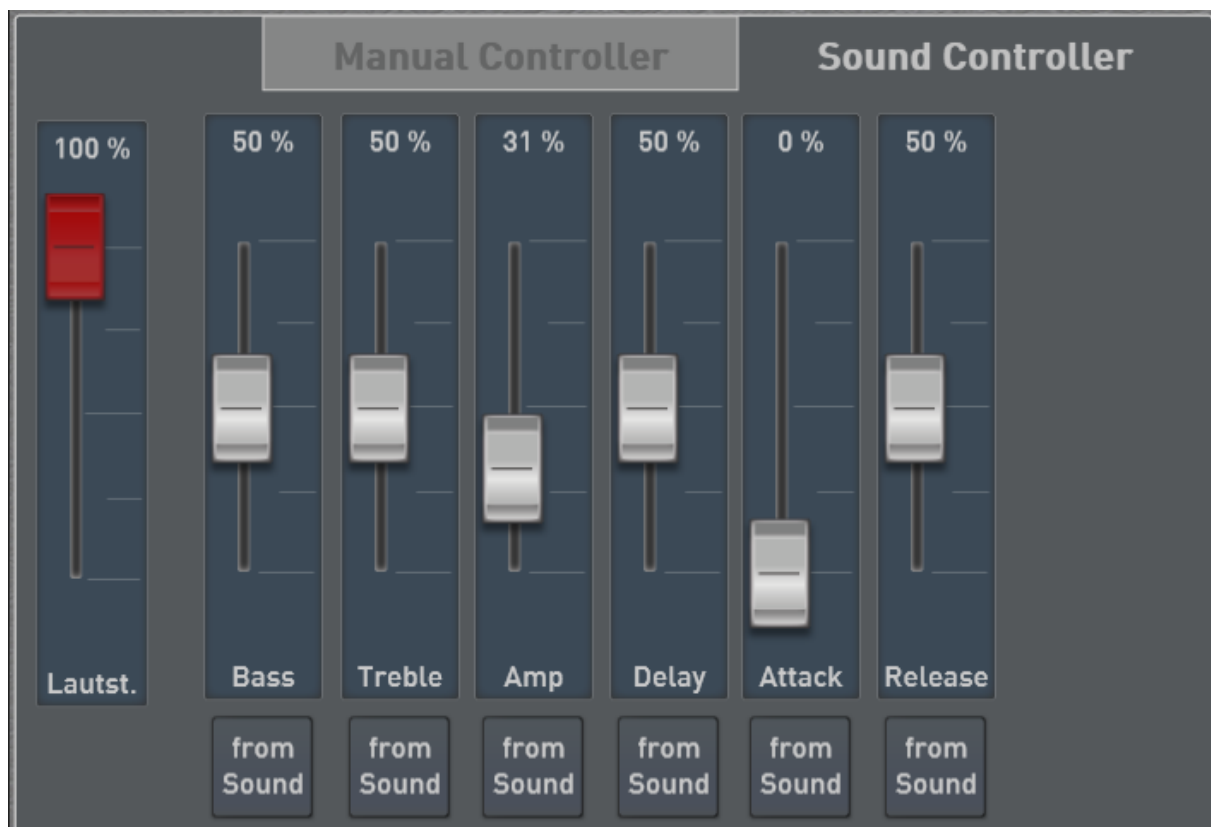 Manual Controller Sound Controller
100 % 50 % 50 % 31 % 50 % 0 % 50 %
Lautst. Bass Treble Amp Delay Attack Release
from from from from from from
Sound Sound Sound Sound Sound Sound